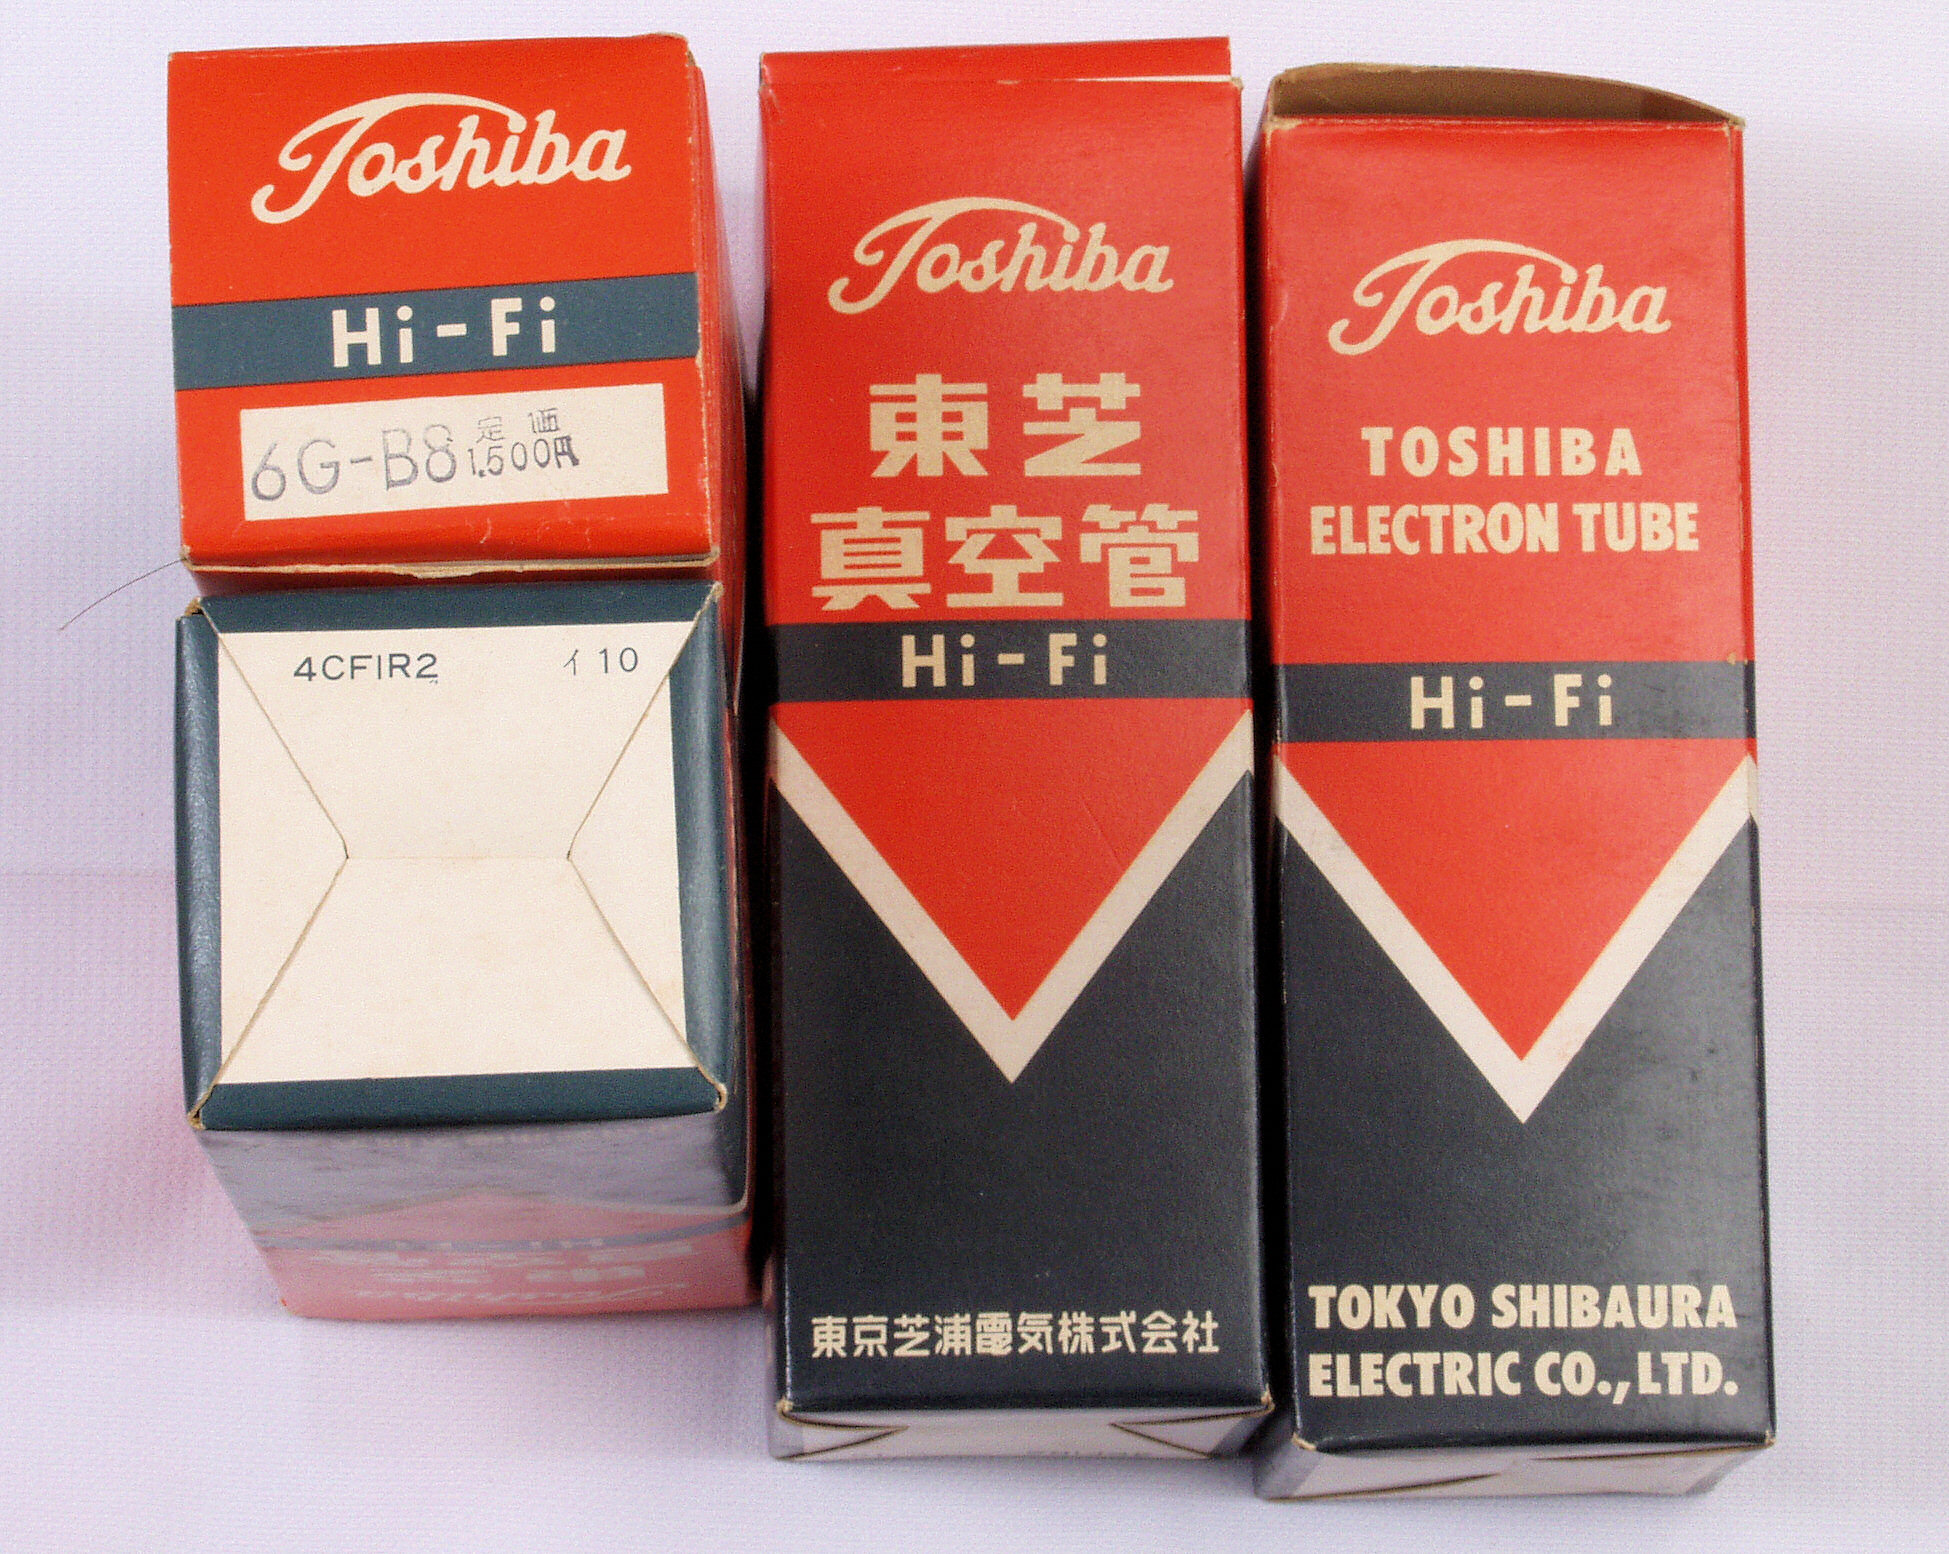 Toshiba
Hi-Fi
6G-B8 定価 1,500円
4CF1R2 イ10
Toshiba
東芝
真空管
Hi-Fi
東京芝浦電気株式会社
Toshiba
TOSHIBA
ELECTRON TUBE
Hi-Fi
TOKYO SHIBAURA
ELECTRIC CO., LTD.